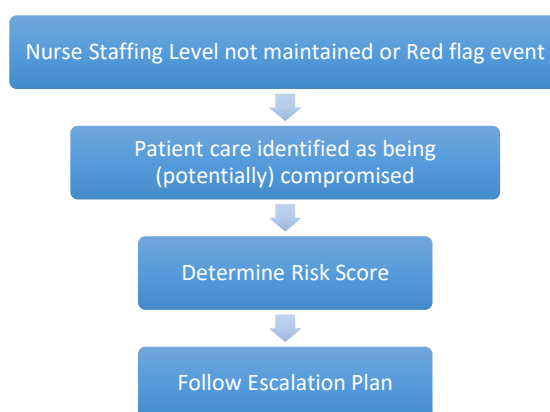 Nurse Staffing Level not maintained or Red flag event
Patient care identified as being
(potentially) compromised
Determine Risk Score
Follow Escalation Plan